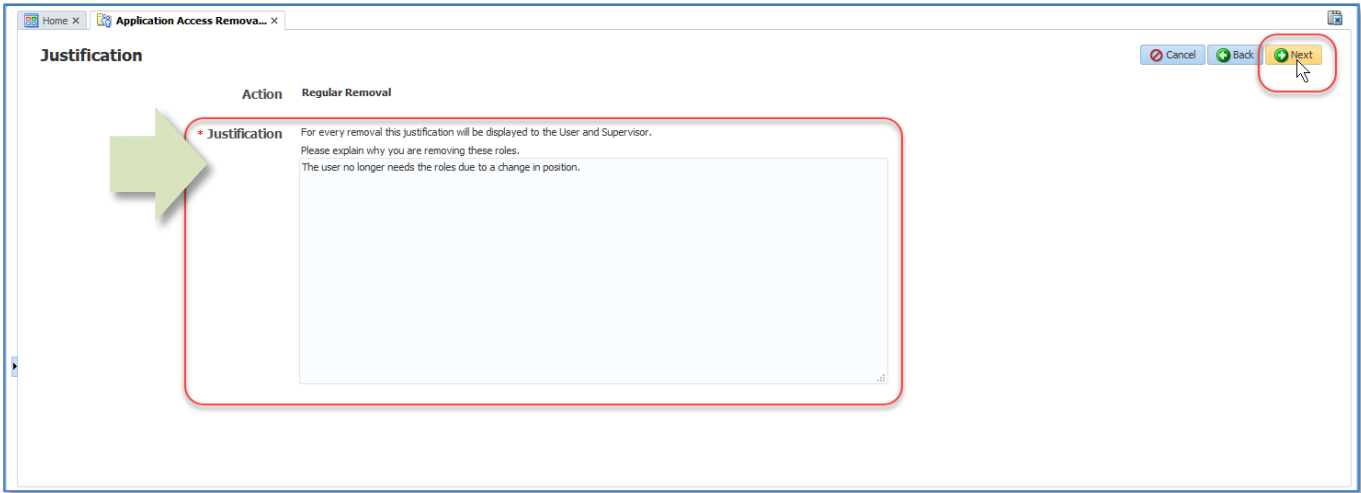 Home × Application Access Remova... ×
Justification
Cancel Back Next
Action Regular Removal
* Justification For every removal this justification will be displayed to the User and Supervisor.
Please explain why you are removing these roles.
The user no longer needs the roles due to a change in position.